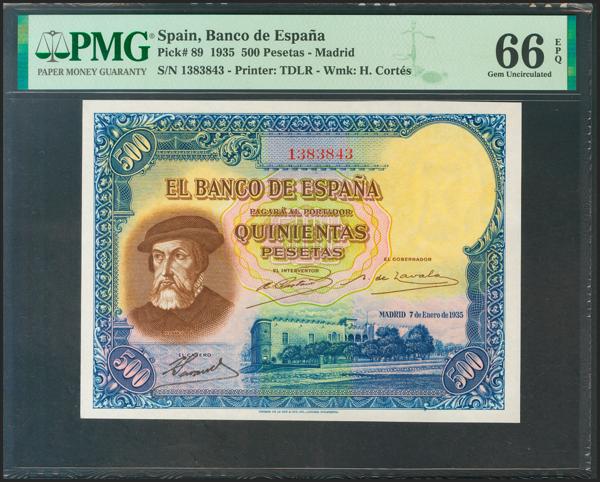 PMG
PAPER MONEY GUARANTY
Spain, Banco de España
Pick# 89 1935 500 Pesetas - Madrid
S/N 1383843 - Printer: TDLR - Wmk: H. Cortés
66 EPQ
Gem Uncirculated
500
1383843
EL BANCO DE ESPAÑA
PAGARÁ AL PORTADOR
QUINIENTAS
PESETAS
EL INTERVENTOR
EL GOBERNADOR
MADRID 7 de Enero de 1935
EL CAJERO
500
500